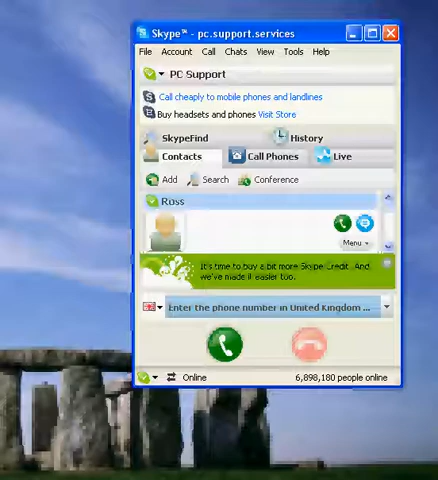 Skype™ - pc.support.services
File Account Call Chats View Tools Help
PC Support
Call cheaply to mobile phones and landlines
Buy headsets and phones Visit Store
SkypeFind History
Contacts Call Phones Live
Add Search Conference
Ross
Menu
It's time to buy a bit more Skype Credit. And
we've made it easier too.
Enter the phone number in United Kingdom ...
Online 6,898,180 people online